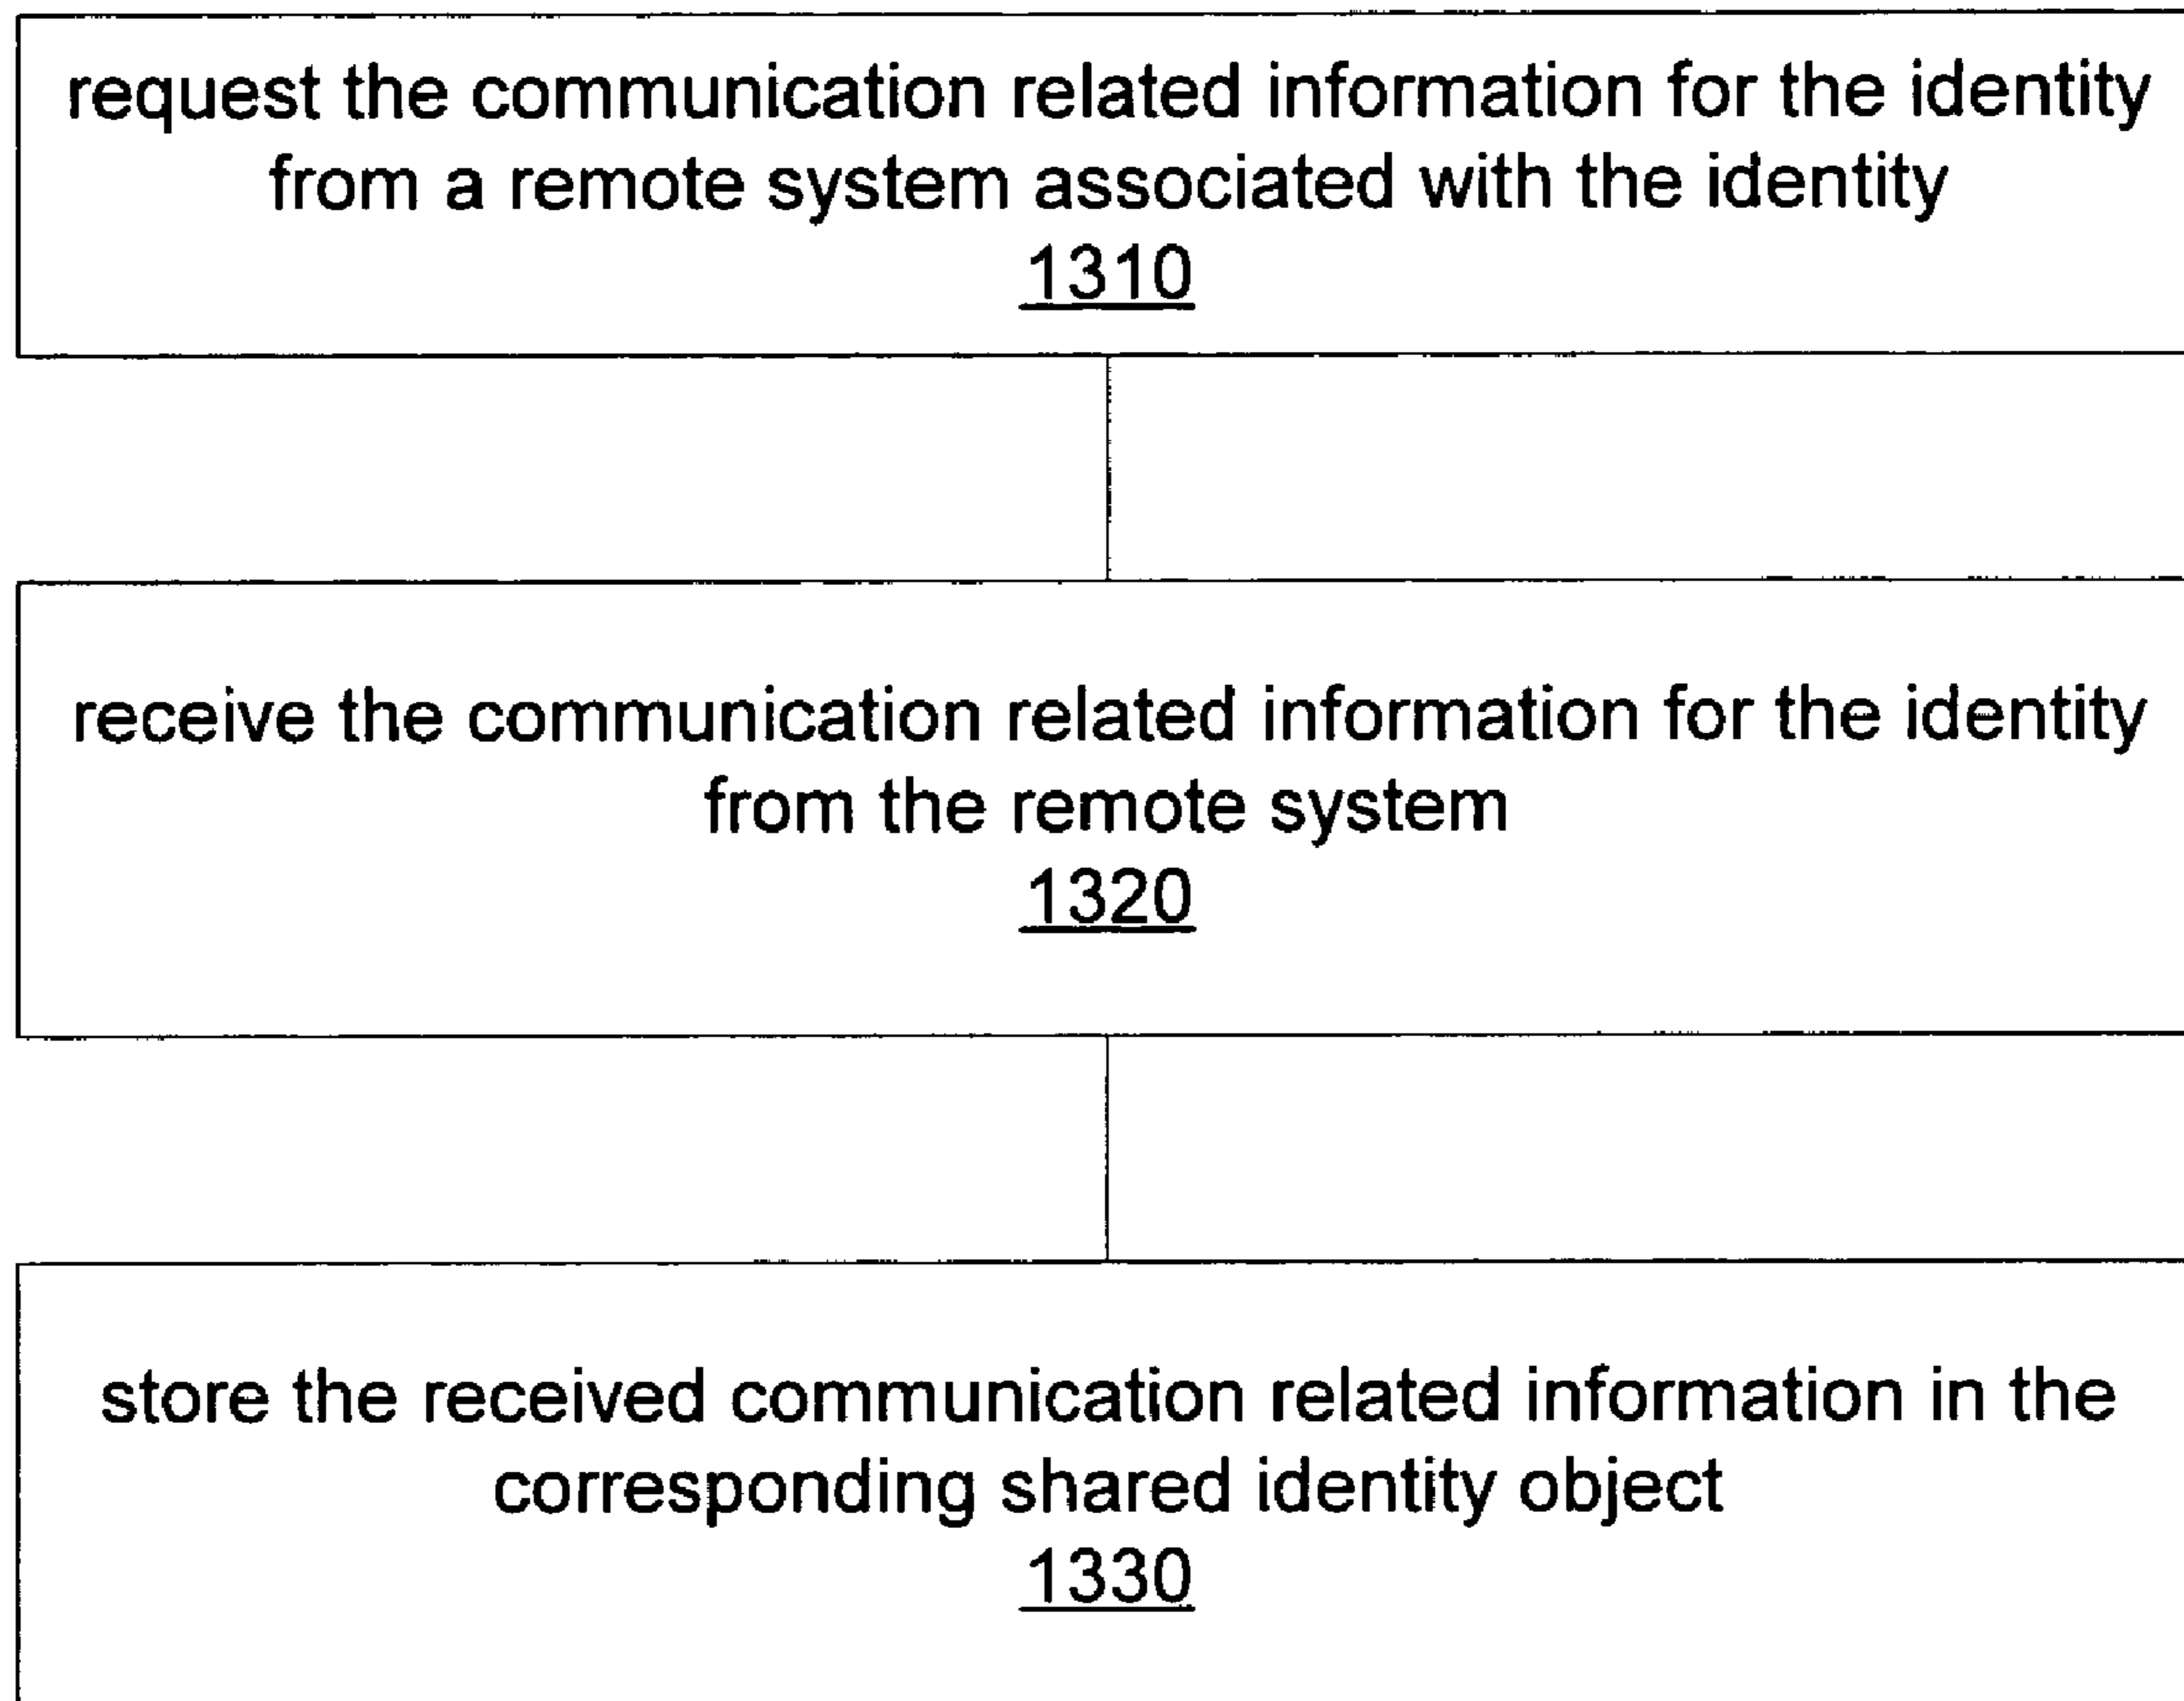 request the communication related information for the identity
from a remote system associated with the identity
1310
receive the communication related information for the identity
from the remote system
1320
store the received communication related information in the
corresponding shared identity object
1330